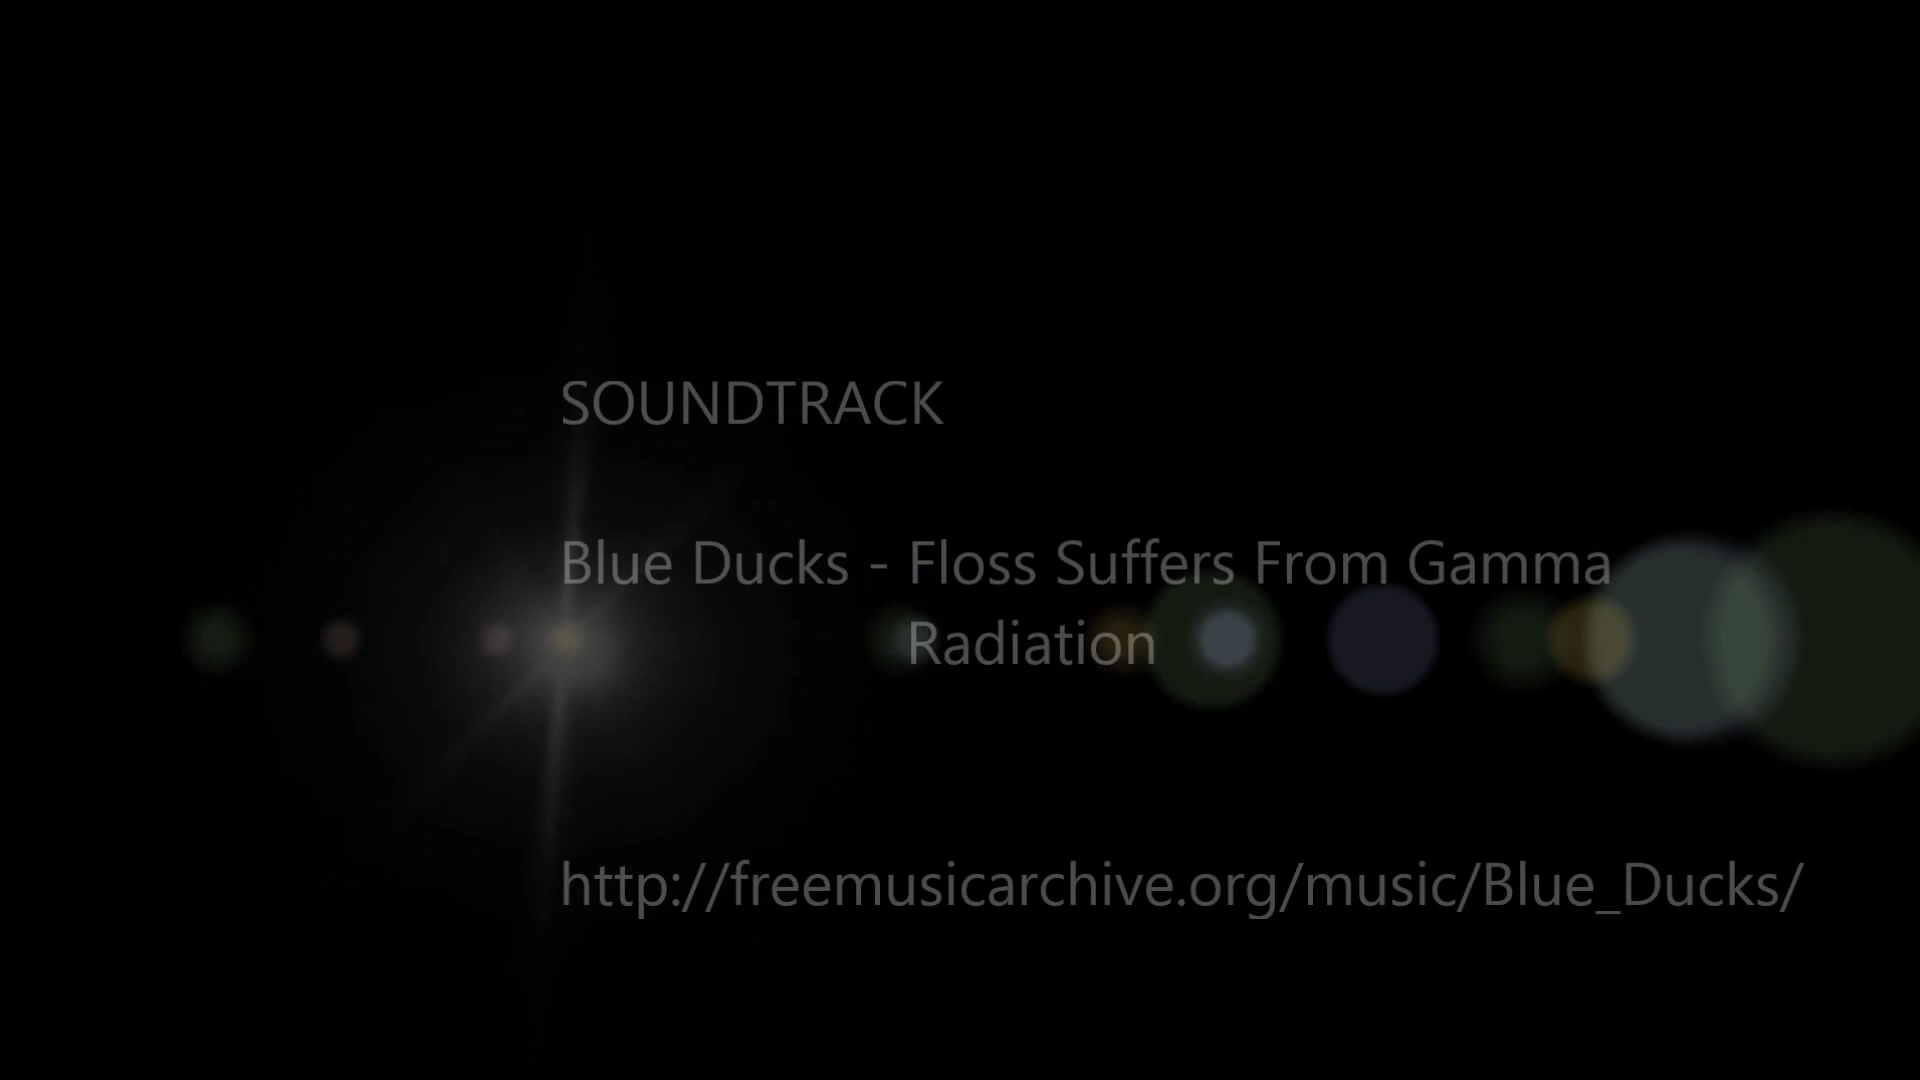 SOUNDTRACK
Blue Ducks - Floss Suffers From Gamma
Radiation
http://freemusicarchive.org/music/Blue_Ducks/